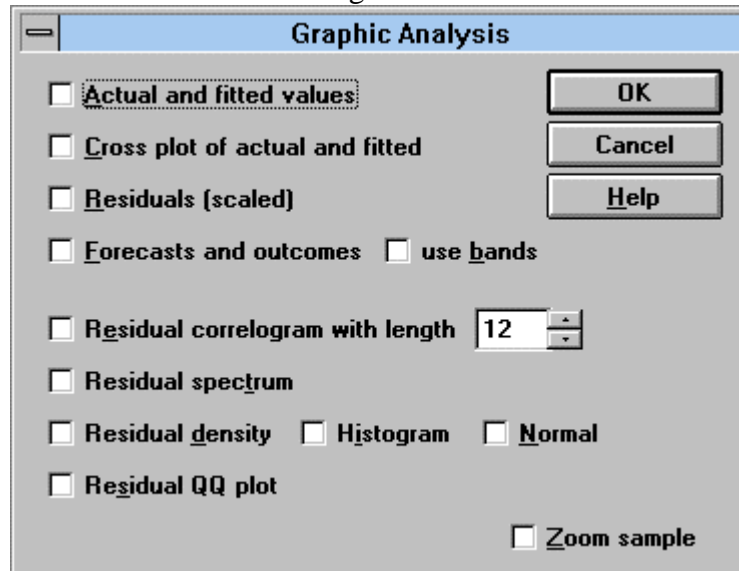 Graphic Analysis
Actual and fitted values
OK
Cross plot of actual and fitted
Cancel
Residuals (scaled)
Help
Forecasts and outcomes use bands
Residual correlogram with length 12
Residual spectrum
Residual density Histogram Normal
Residual QQ plot
Zoom sample